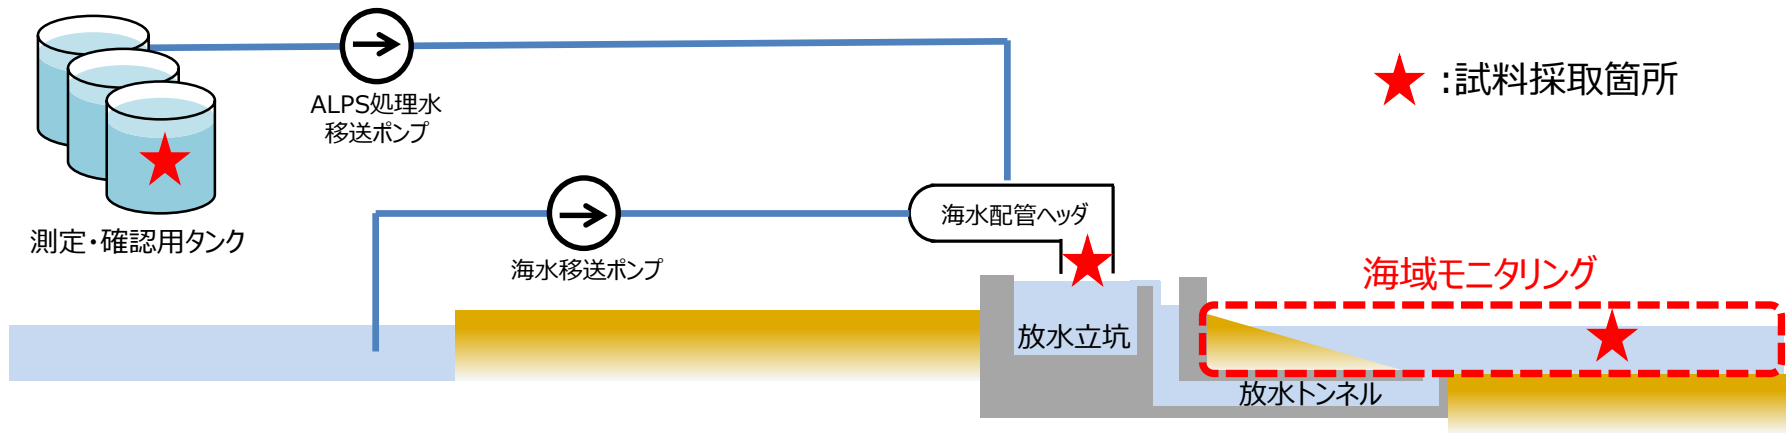 ALPS処理水
移送ポンプ
:試料採取箇所
測定・確認用タンク
海水移送ポンプ
海水配管ヘッダ
海域モニタリング
放水立坑
放水トンネル